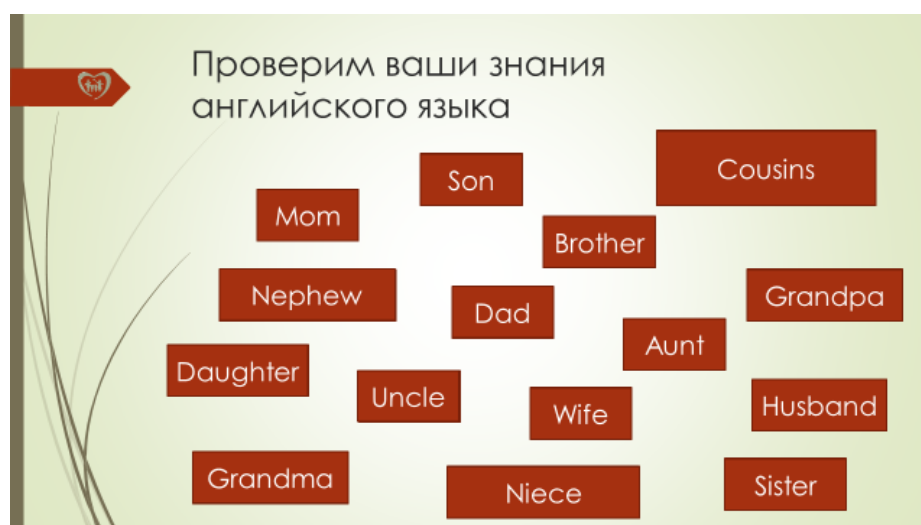 Проверим ваши знания
английского языка
Son
Cousins
Mom
Brother
Nephew
Dad
Grandpa
Aunt
Daughter
Uncle
Wife
Husband
Grandma
Niece
Sister